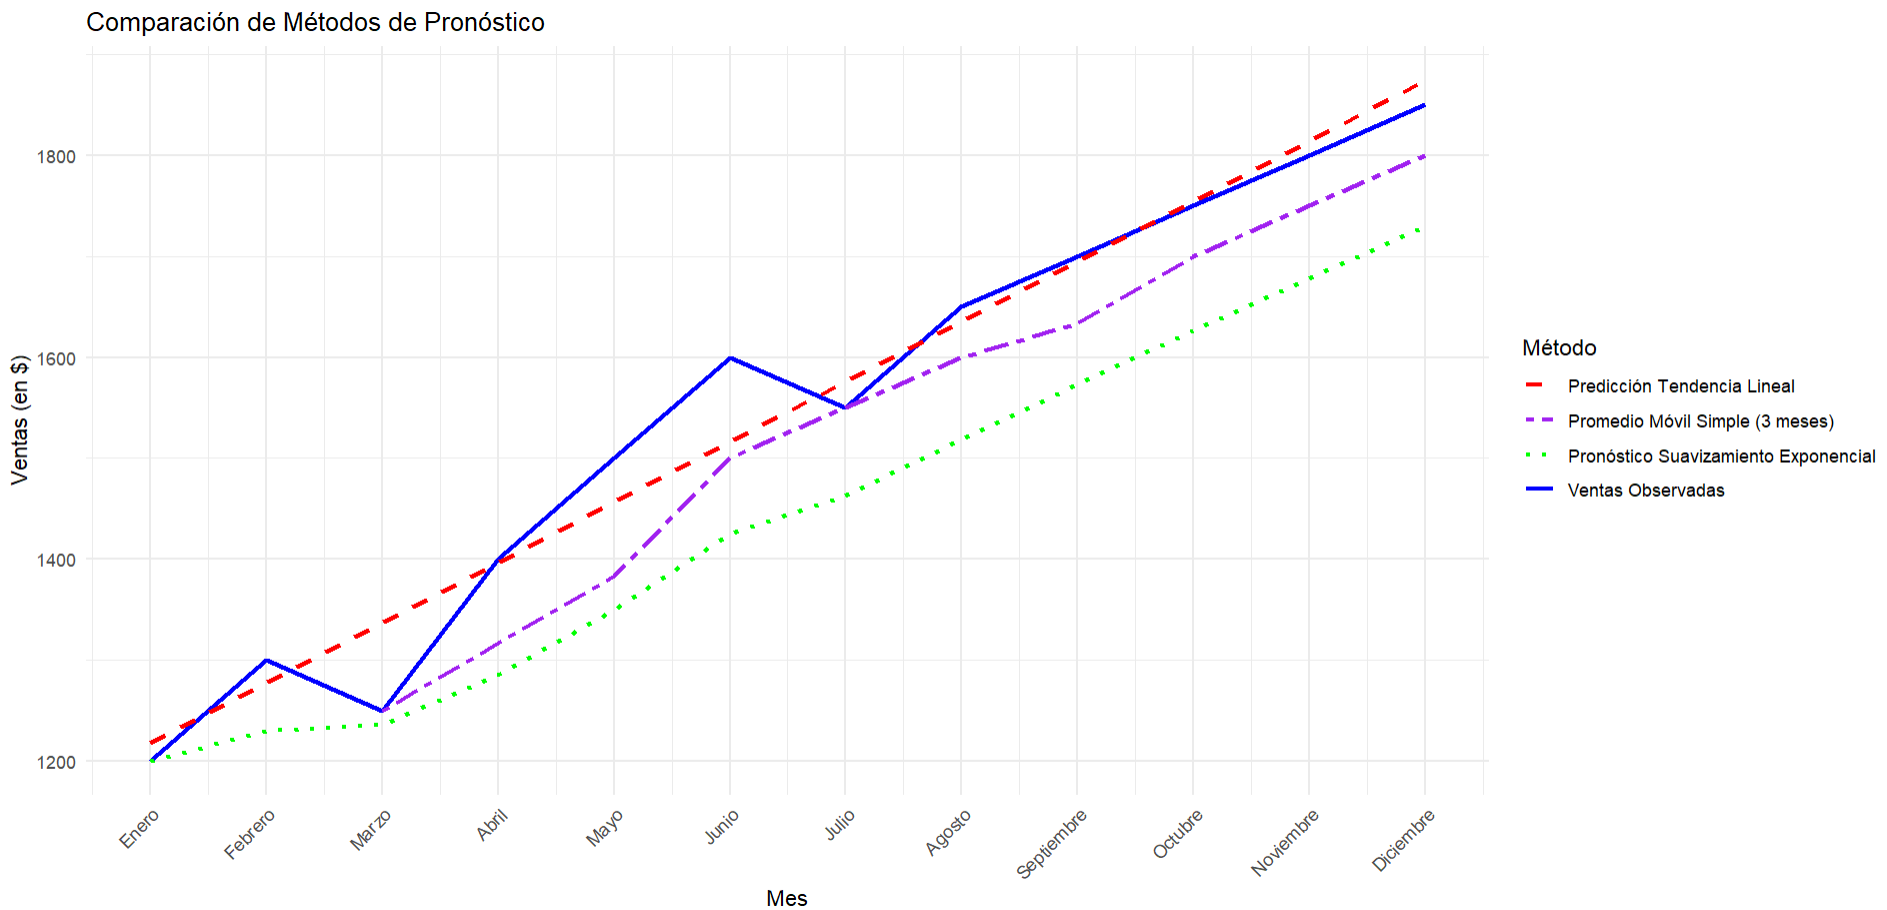 Comparación de Métodos de Pronóstico
Ventas (en $)
1800
1600
1400
1200
Enero
Febrero
Marzo
Abril
Mayo
Junio
Julio
Agosto
Septiembre
Octubre
Noviembre
Diciembre
Mes
Método
Predicción Tendencia Lineal
Promedio Móvil Simple (3 meses)
Pronóstico Suavizamiento Exponencial
Ventas Observadas